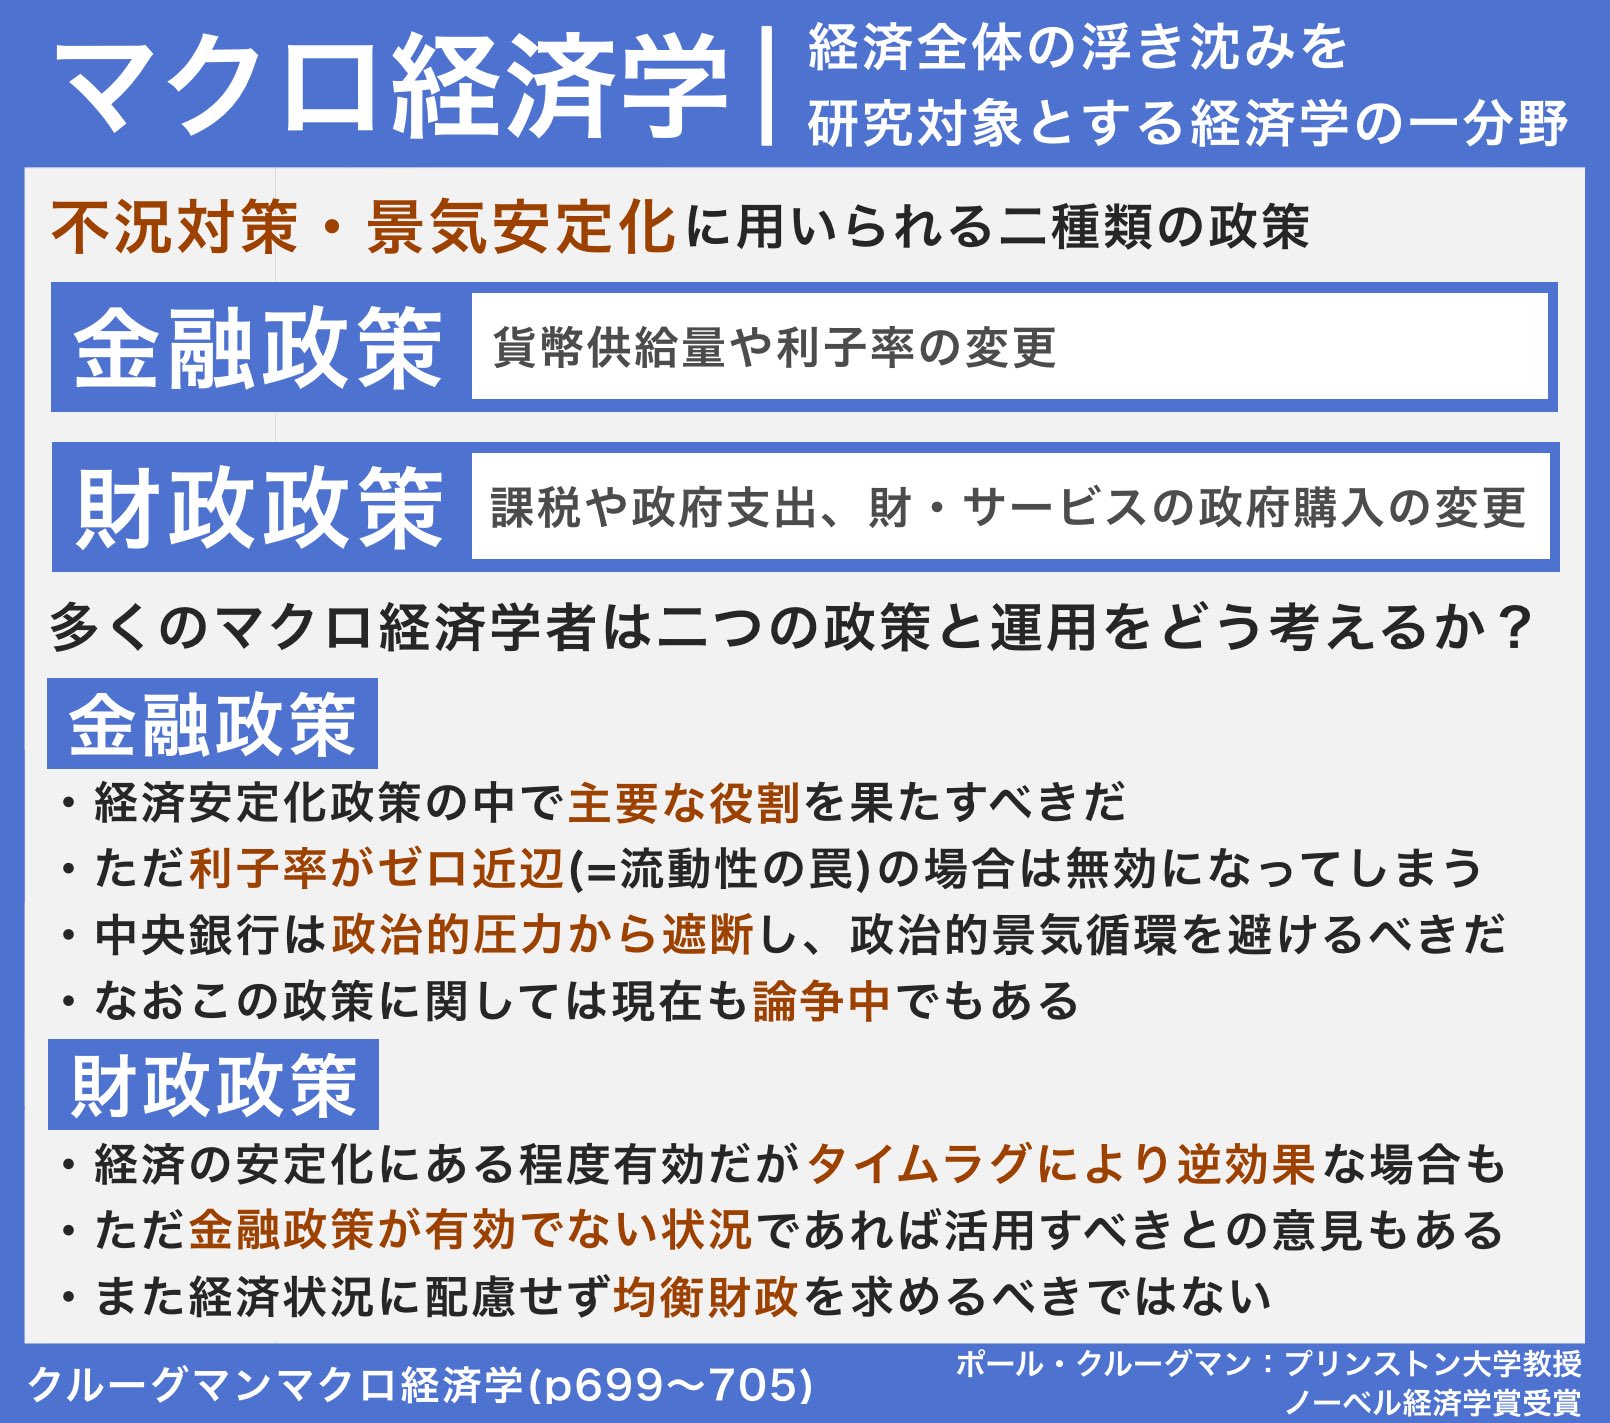 マクロ経済学
経済全体の浮き沈みを
研究対象とする経済学の一分野
不況対策・景気安定化に用いられる二種類の政策
金融政策
貨幣供給量や利子率の変更
財政政策
課税や政府支出、財・サービスの政府購入の変更
多くのマクロ経済学者は二つの政策と運用をどう考えるか？
金融政策
・経済安定化政策の中で主要な役割を果たすべきだ
・ただ利子率がゼロ近辺(=流動性の罠)の場合は無効になってしまう
・中央銀行は政治的圧力から遮断し、政治的景気循環を避けるべきだ
・なおこの政策に関しては現在も論争中でもある
財政政策
・経済の安定化にある程度有効だがタイムラグにより逆効果な場合も
・ただ金融政策が有効でない状況であれば活用すべきとの意見もある
・また経済状況に配慮せず均衡財政を求めるべきではない
クルーグマンマクロ経済学(p699〜705)
ポール・クルーグマン：プリンストン大学教授
ノーベル経済学賞受賞